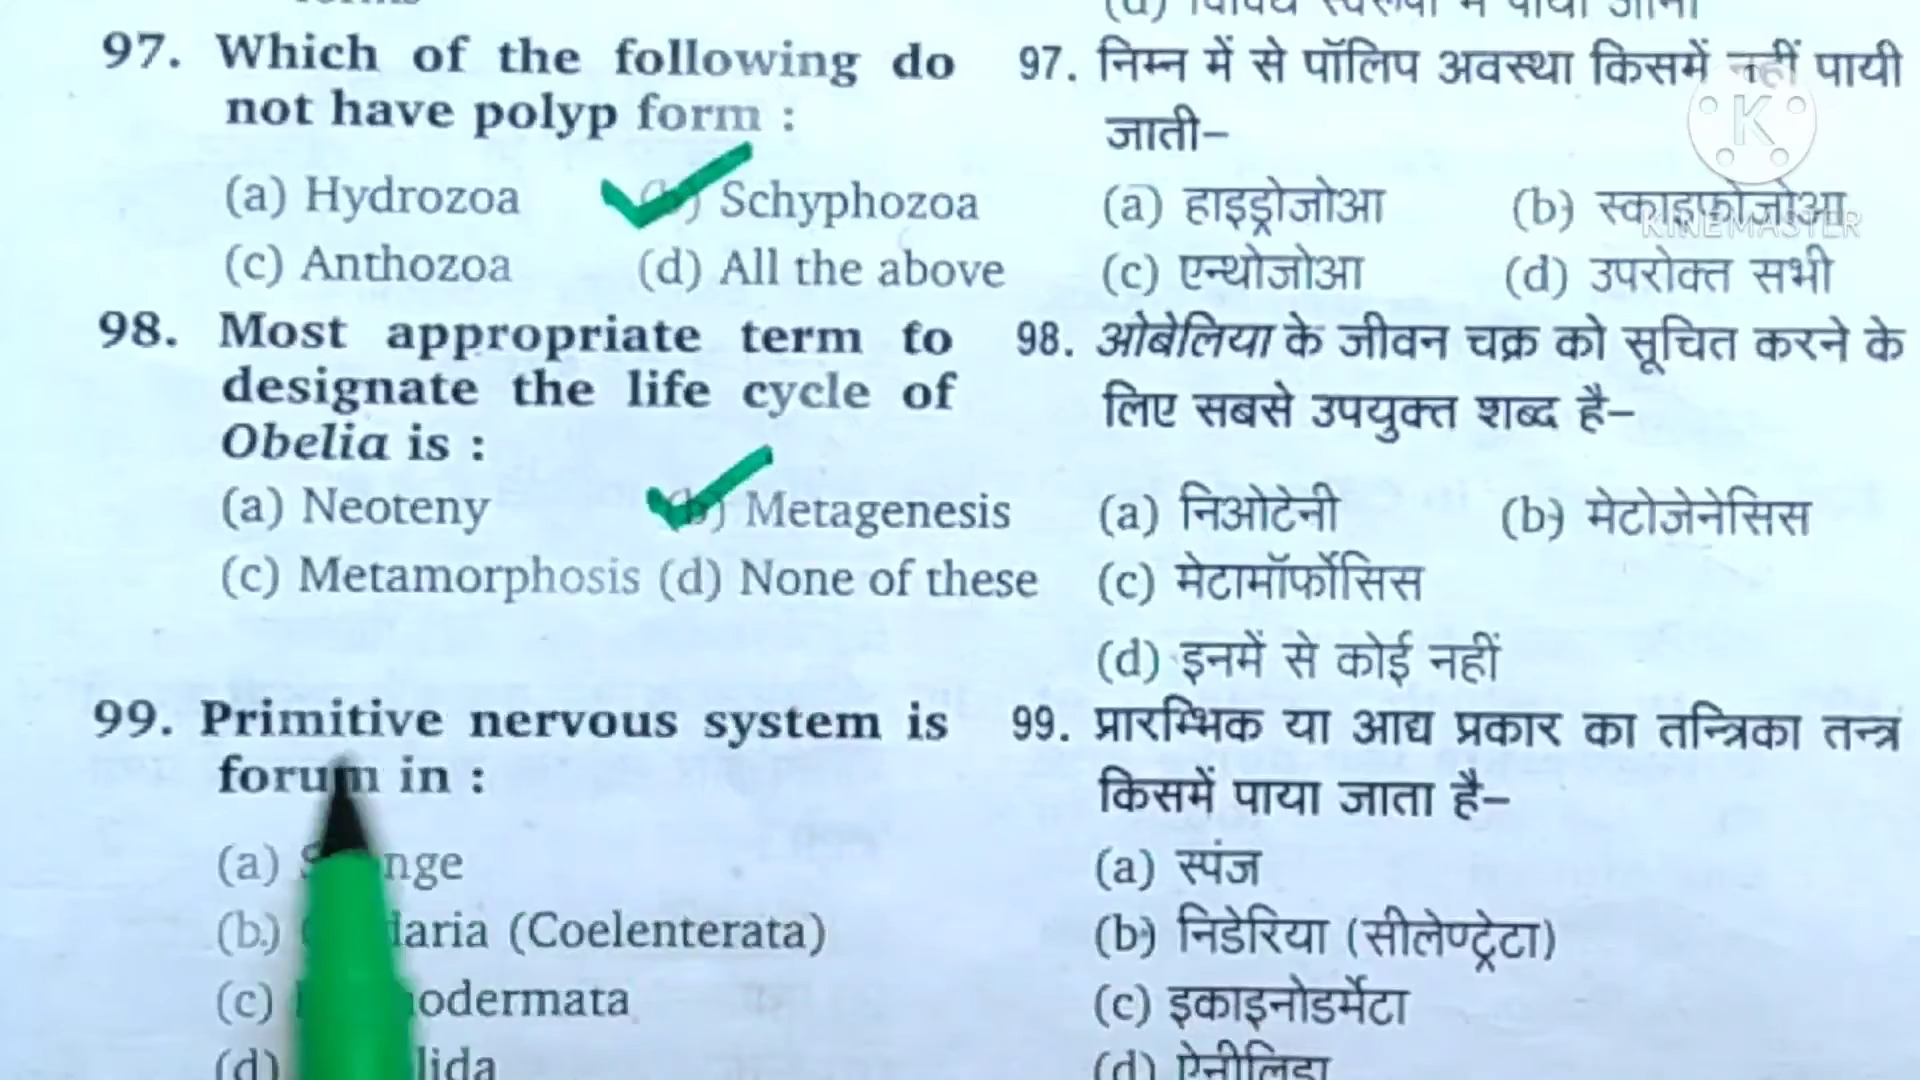 97. Which of the following do
not have polyp form :
(a) Hydrozoa Schyphozoa
(c) Anthozoa (d) All the above
98. Most appropriate term to
designate the life cycle of
Obelia is :
(a) Neoteny (b) Metagenesis
(c) Metamorphosis (d) None of these
99. Primitive nervous system is
forum in :
(a)
(b) (Coelenterata)
(c)
(d)
97. निम्न में से पॉलिप अवस्था किसमें नहीं पायी
जाती–
(a) हाइड्रोजोआ (b) स्काइफोजोआ
(c) एन्थोजोआ (d) उपरोक्त सभी
98. ओबेलिया के जीवन चक्र को सूचित करने के
लिए सबसे उपयुक्त शब्द है–
(a) निओटेनी (b) मेटोजेनेसिस
(c) मेटामॉर्फोसिस
(d) इनमें से कोई नहीं
99. प्रारम्भिक या आद्य प्रकार का तन्त्रिका तन्त्र
किसमें पाया जाता है–
(a) स्पंज
(b) निडेरिया (सीलेण्ट्रेटा)
(c) इकाइनोडर्मेटा
(d) ऐनीलिडा
K
KINEMASTER